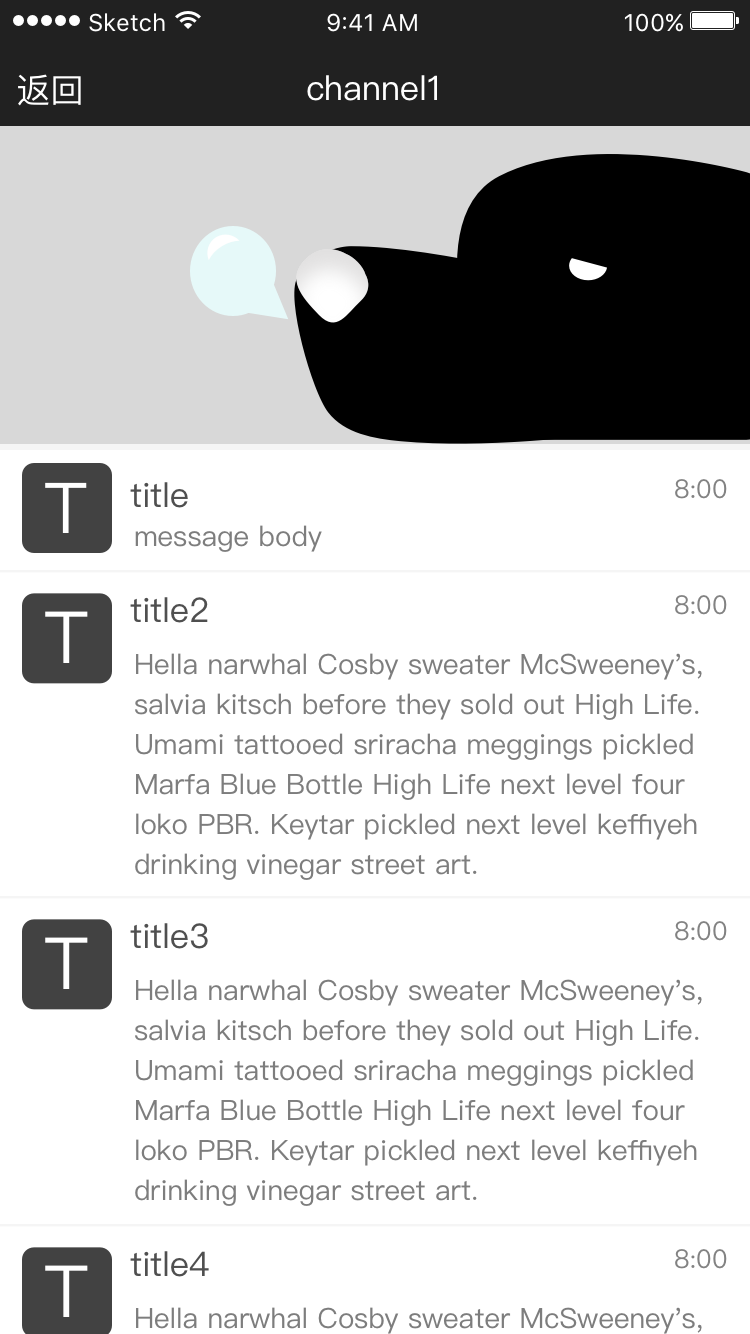 Sketch 9:41 AM 100%
返回 channel1
T title 8:00
message body
T title2 8:00
Hella narwhal Cosby sweater McSweeney’s,
salvia kitsch before they sold out High Life.
Umami tattooed sriracha meggings pickled
Marfa Blue Bottle High Life next level four
loko PBR. Keytar pickled next level keffiyeh
drinking vinegar street art.
T title3 8:00
Hella narwhal Cosby sweater McSweeney’s,
salvia kitsch before they sold out High Life.
Umami tattooed sriracha meggings pickled
Marfa Blue Bottle High Life next level four
loko PBR. Keytar pickled next level keffiyeh
drinking vinegar street art.
T title4 8:00
Hella narwhal Cosby sweater McSweeney’s,